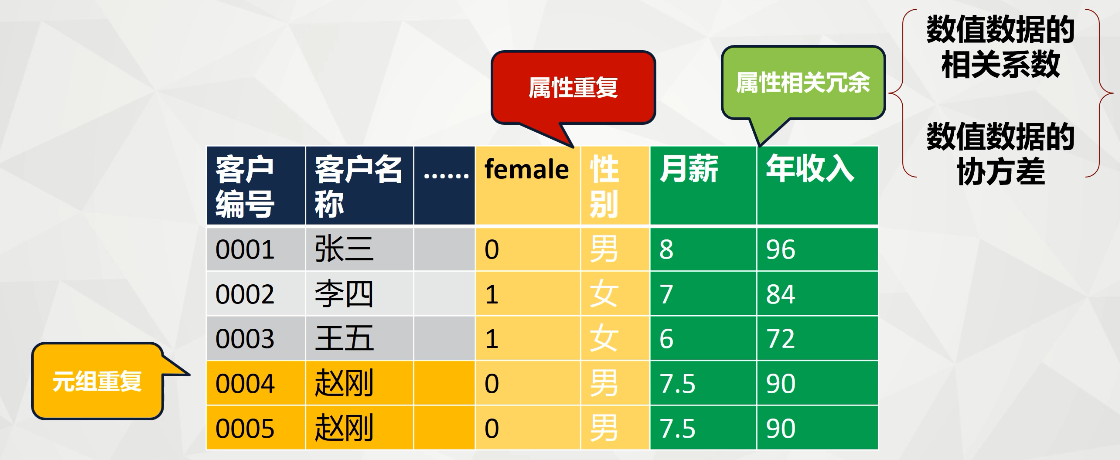 数值数据的
相关系数
数值数据的
协方差
属性重复
属性相关冗余
客户
编号
客户名
称
......
female
性
别
月薪
年收入
0001 张三 0 男 8 96
0002 李四 1 女 7 84
0003 王五 1 女 6 72
元组重复
0004 赵刚 0 男 7.5 90
0005 赵刚 0 男 7.5 90